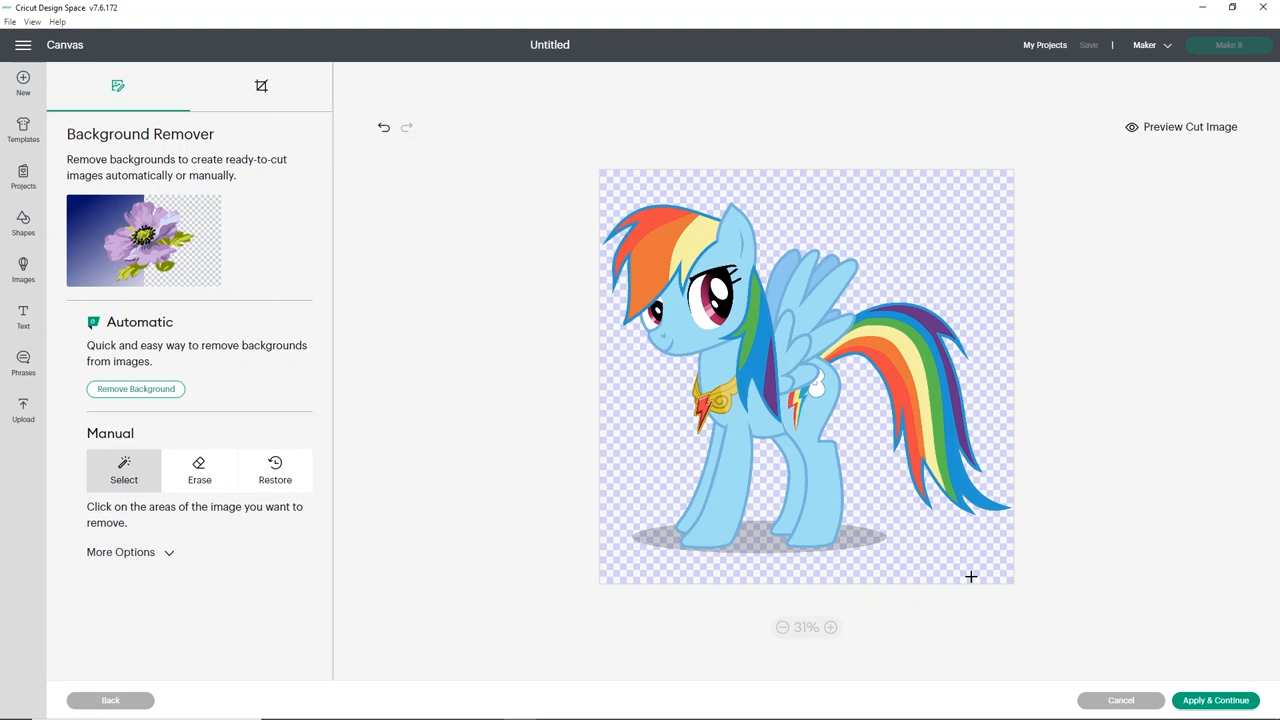 Cricut Design Space v7.6.172
File View Help
Canvas
Untitled
My Projects Save | Maker Make It
New
Templates
Projects
Shapes
Images
Text
Phrases
Upload
Background Remover
Remove backgrounds to create ready-to-cut
images automatically or manually.
Automatic
Quick and easy way to remove backgrounds
from images.
Remove Background
Manual
Select Erase Restore
Click on the areas of the image you want to
remove.
More Options
Preview Cut Image
31%
Back
Cancel Apply & Continue